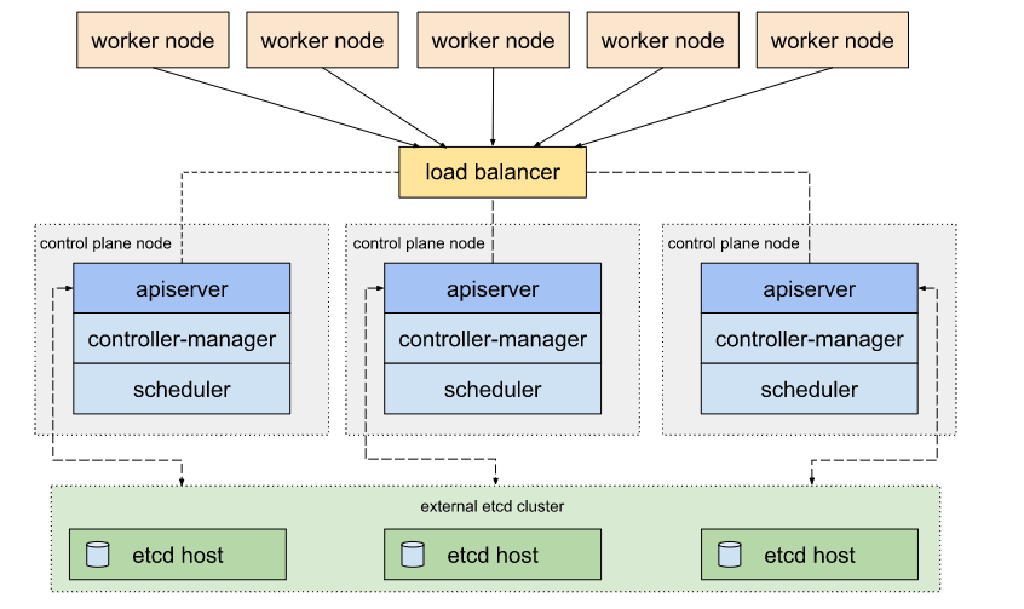 worker node
worker node
worker node
worker node
worker node
load balancer
control plane node
apiserver
controller-manager
scheduler
control plane node
apiserver
controller-manager
scheduler
control plane node
apiserver
controller-manager
scheduler
external etcd cluster
etcd host
etcd host
etcd host